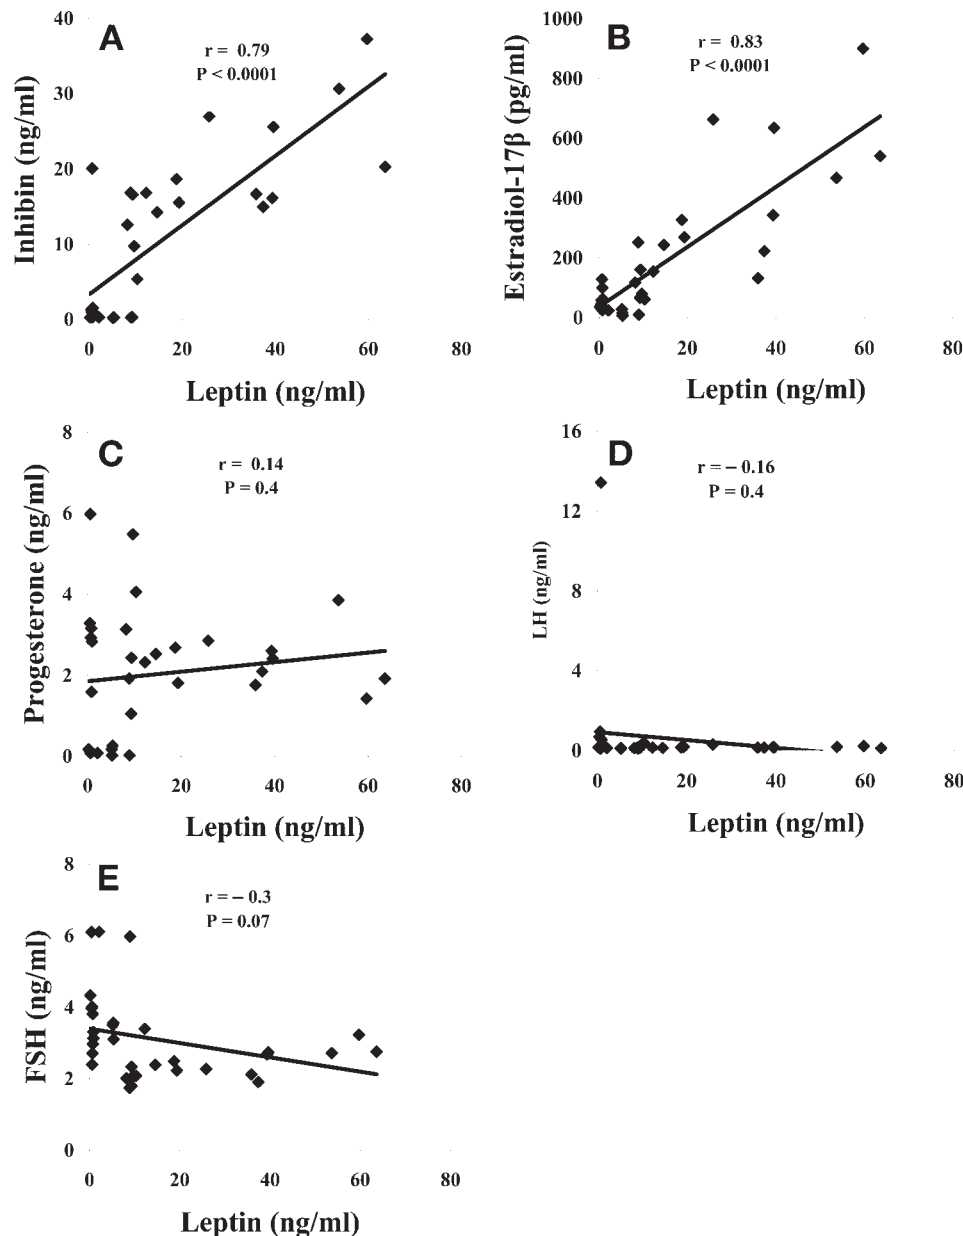 A
r = 0.79
P < 0.0001
Inhibin (ng/ml)
40
30
20
10
0
0 20 40 60 80
Leptin (ng/ml)
B
r = 0.83
P < 0.0001
Estradiol-17β (pg/ml)
1000
800
600
400
200
0
0 20 40 60 80
Leptin (ng/ml)
C
r = 0.14
P = 0.4
Progesterone (ng/ml)
8
6
4
2
0
0 20 40 60 80
Leptin (ng/ml)
D
r = − 0.16
P = 0.4
LH (ng/ml)
16
12
8
4
0
0 20 40 60 80
Leptin (ng/ml)
E
r = − 0.3
P = 0.07
FSH (ng/ml)
8
6
4
2
0
0 20 40 60 80
Leptin (ng/ml)